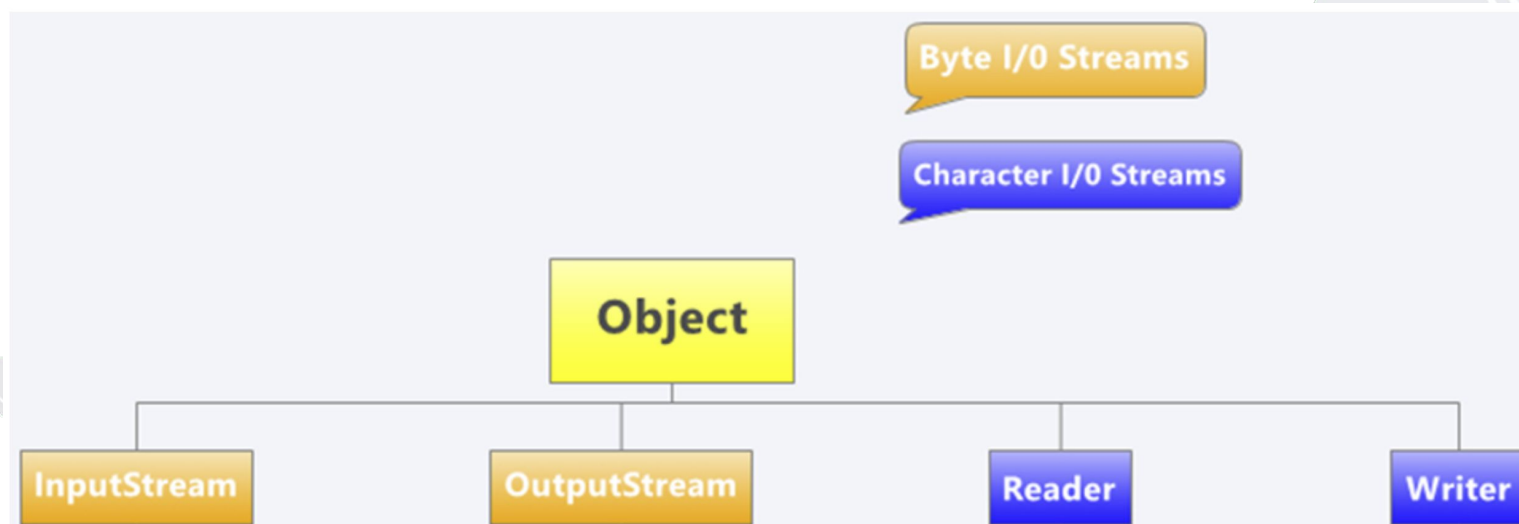 Byte I/0 Streams
Character I/0 Streams
Object
InputStream OutputStream Reader Writer